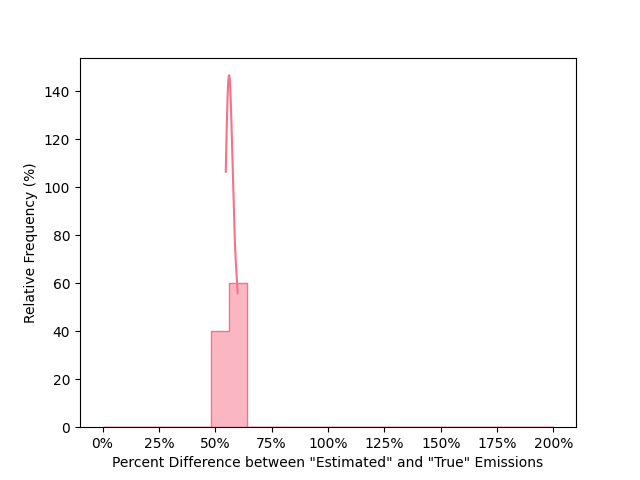 140
120
100
80
60
40
20
0
Relative Frequency (%)
0% 25% 50% 75% 100% 125% 150% 175% 200%
Percent Difference between "Estimated" and "True" Emissions